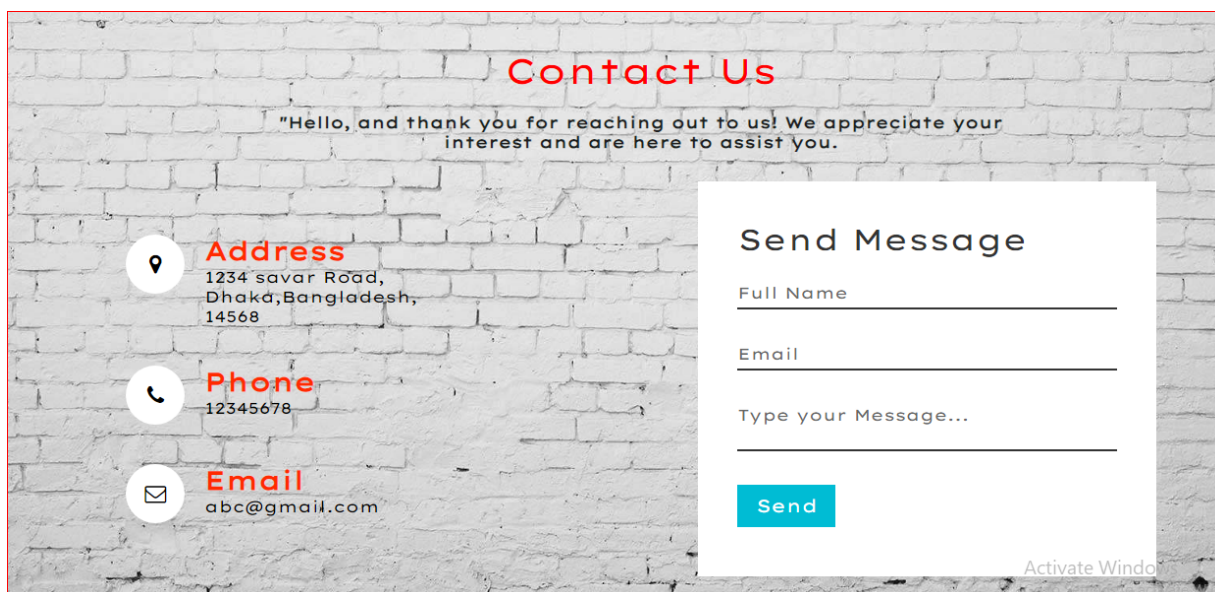 Contact Us
"Hello, and thank you for reaching out to us! We appreciate your
interest and are here to assist you.
Address
1234 savar Road,
Dhaka,Bangladesh,
14568
Phone
12345678
Email
abc@gmail.com
Send Message
Full Name
Email
Type your Message...
Send
Activate Windows